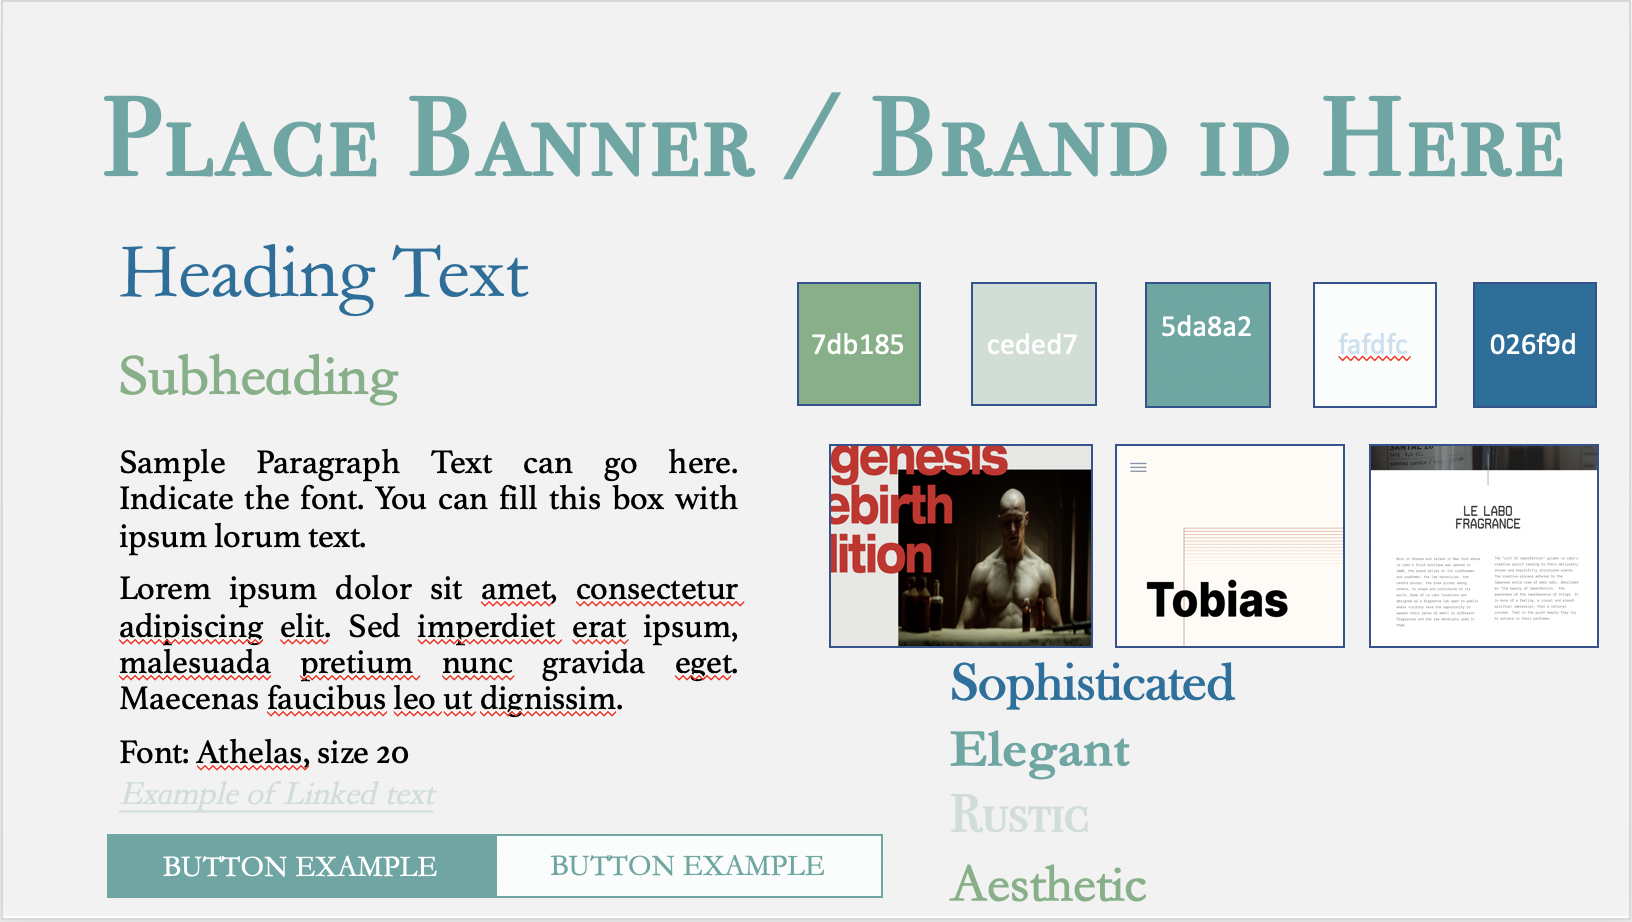 Place Banner / Brand id Here
Heading Text
Subheading
Sample Paragraph Text can go here.
Indicate the font. You can fill this box with
ipsum lorum text.
Lorem ipsum dolor sit amet, consectetur
adipiscing elit. Sed imperdiet erat ipsum,
malesuada pretium nunc gravida eget.
Maecenas faucibus leo ut dignissim.
Font: Athelas, size 20
Example of Linked text
BUTTON EXAMPLE
BUTTON EXAMPLE
7db185
ceded7
5da8a2
fafdfc
026f9d
genesis
ebirth
lition
Tobias
LE LABO
FRAGRANCE
Sophisticated
Elegant
Rustic
Aesthetic